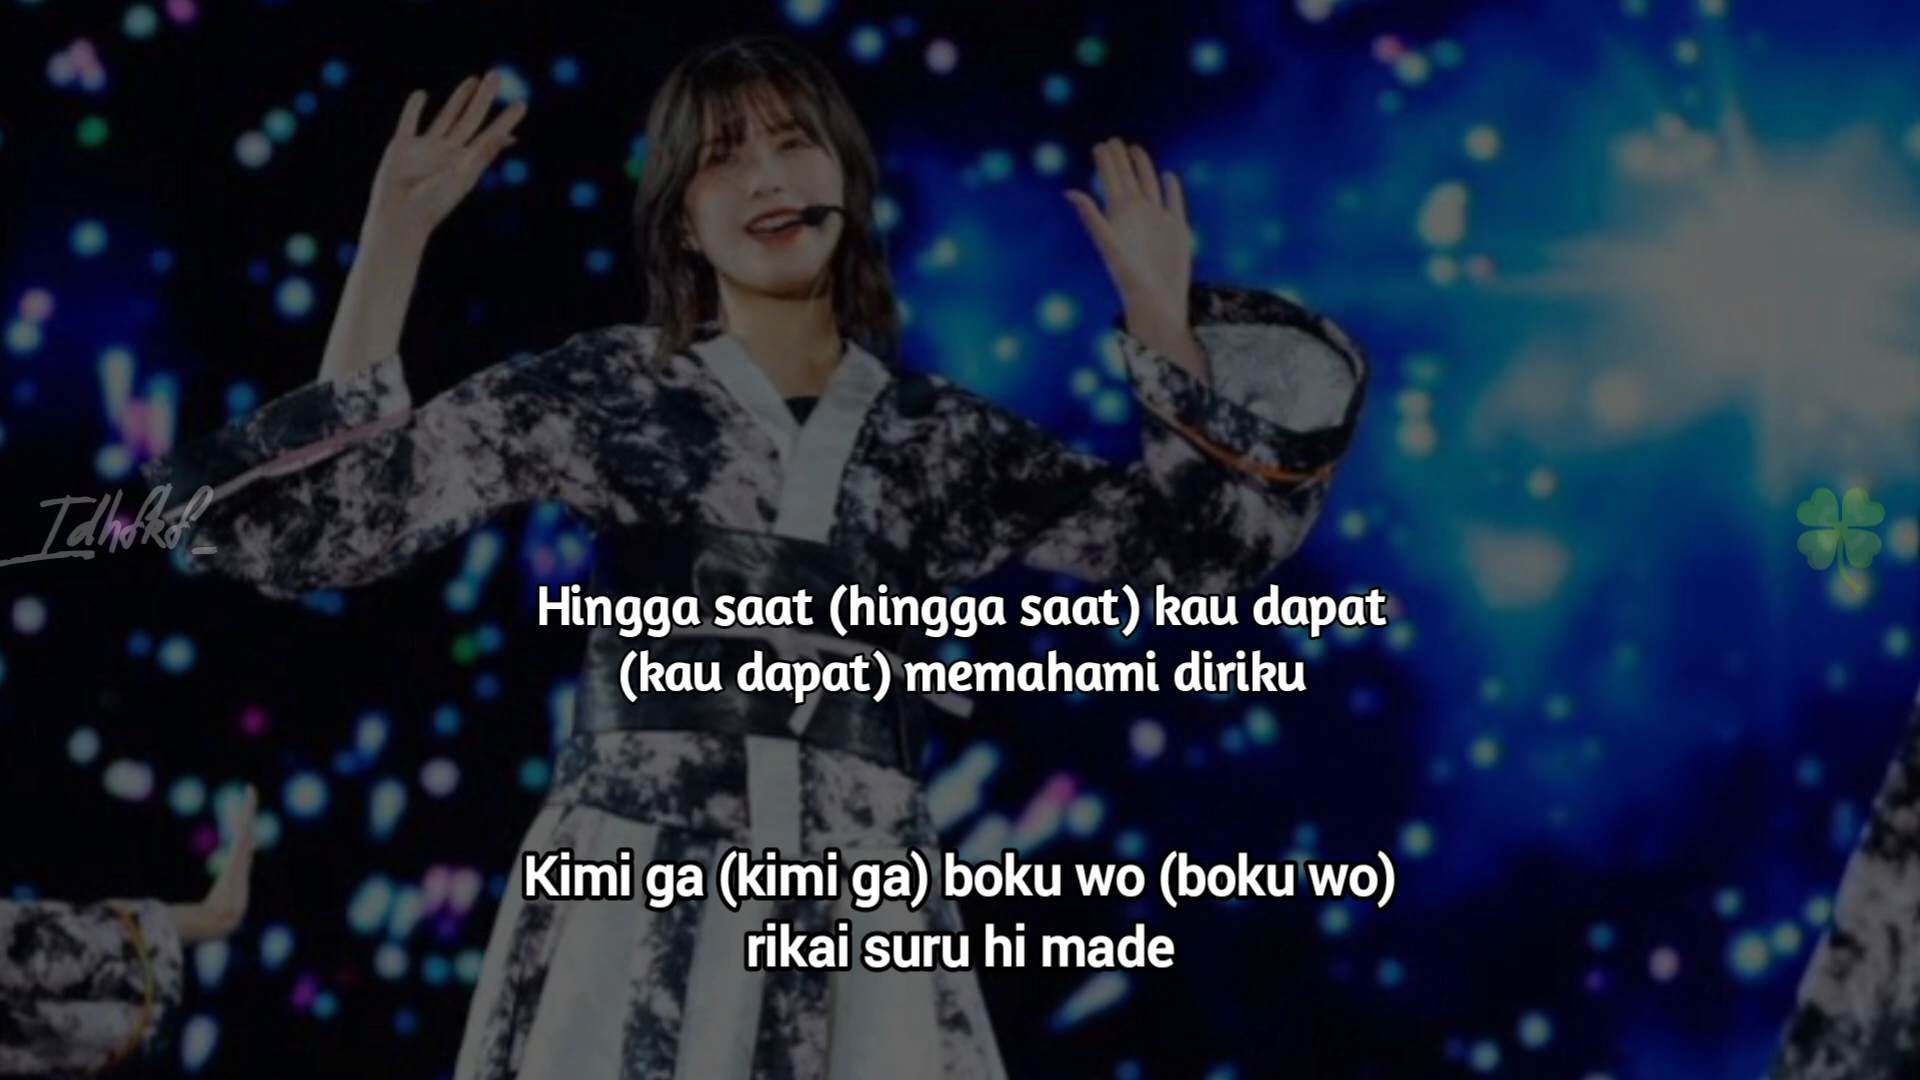 Idhfkf_
Hingga saat (hingga saat) kau dapat
(kau dapat) memahami diriku
Kimi ga (kimi ga) boku wo (boku wo)
rikai suru hi made